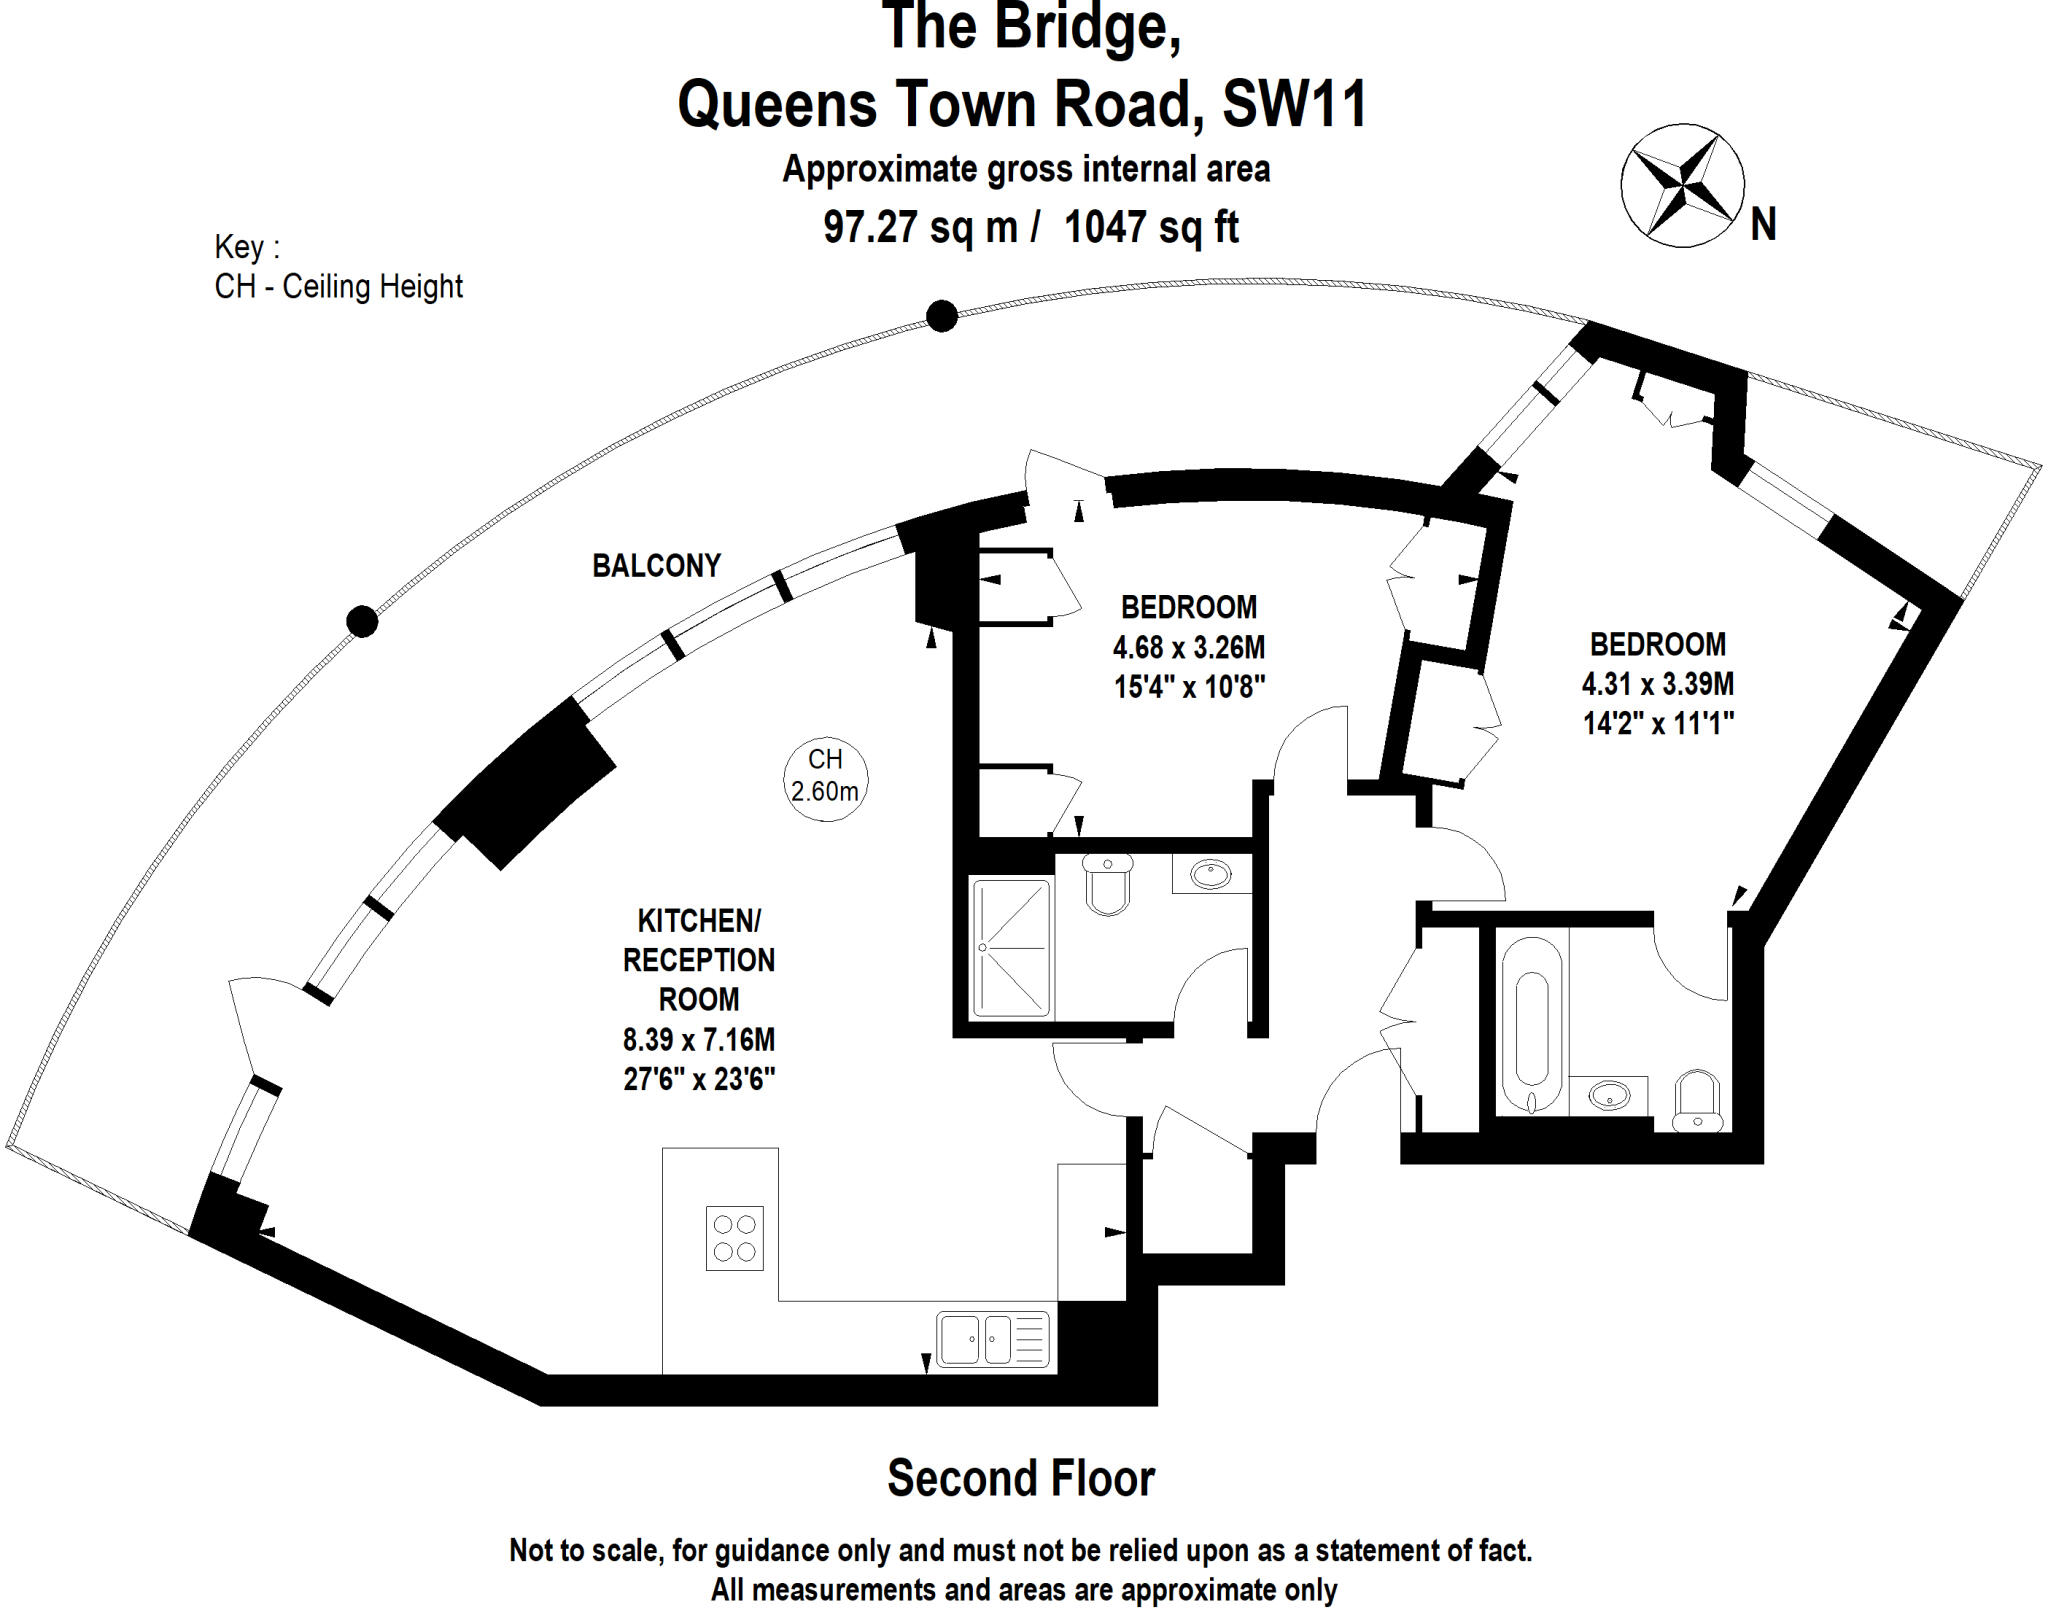 The Bridge,
Queens Town Road, SW11
Approximate gross internal area
97.27 sq m / 1047 sq ft
N
Key :
CH - Ceiling Height
BALCONY
BEDROOM
4.68 x 3.26M
15'4" x 10'8"
BEDROOM
4.31 x 3.39M
14'2" x 11'1"
CH
2.60m
KITCHEN/
RECEPTION
ROOM
8.39 x 7.16M
27'6" x 23'6"
Second Floor
Not to scale, for guidance only and must not be relied upon as a statement of fact.
All measurements and areas are approximate only